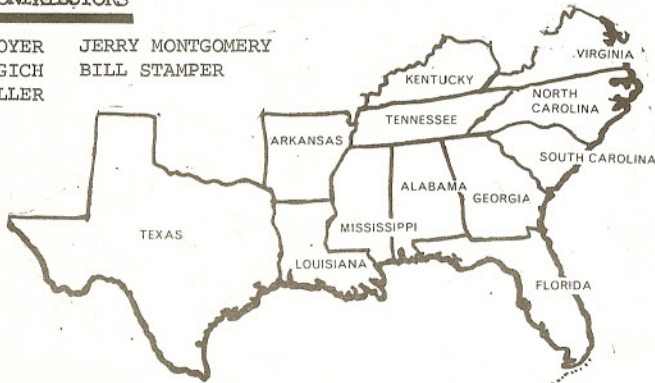 JERRY MONTGOMERY
BILL STAMPER
VIRGINIA
KENTUCKY
NORTH
CAROLINA
TENNESSEE
ARKANSAS
SOUTH CAROLINA
ALABAMA
GEORGIA
MISSISSIPPI
TEXAS
LOUISIANA
FLORIDA